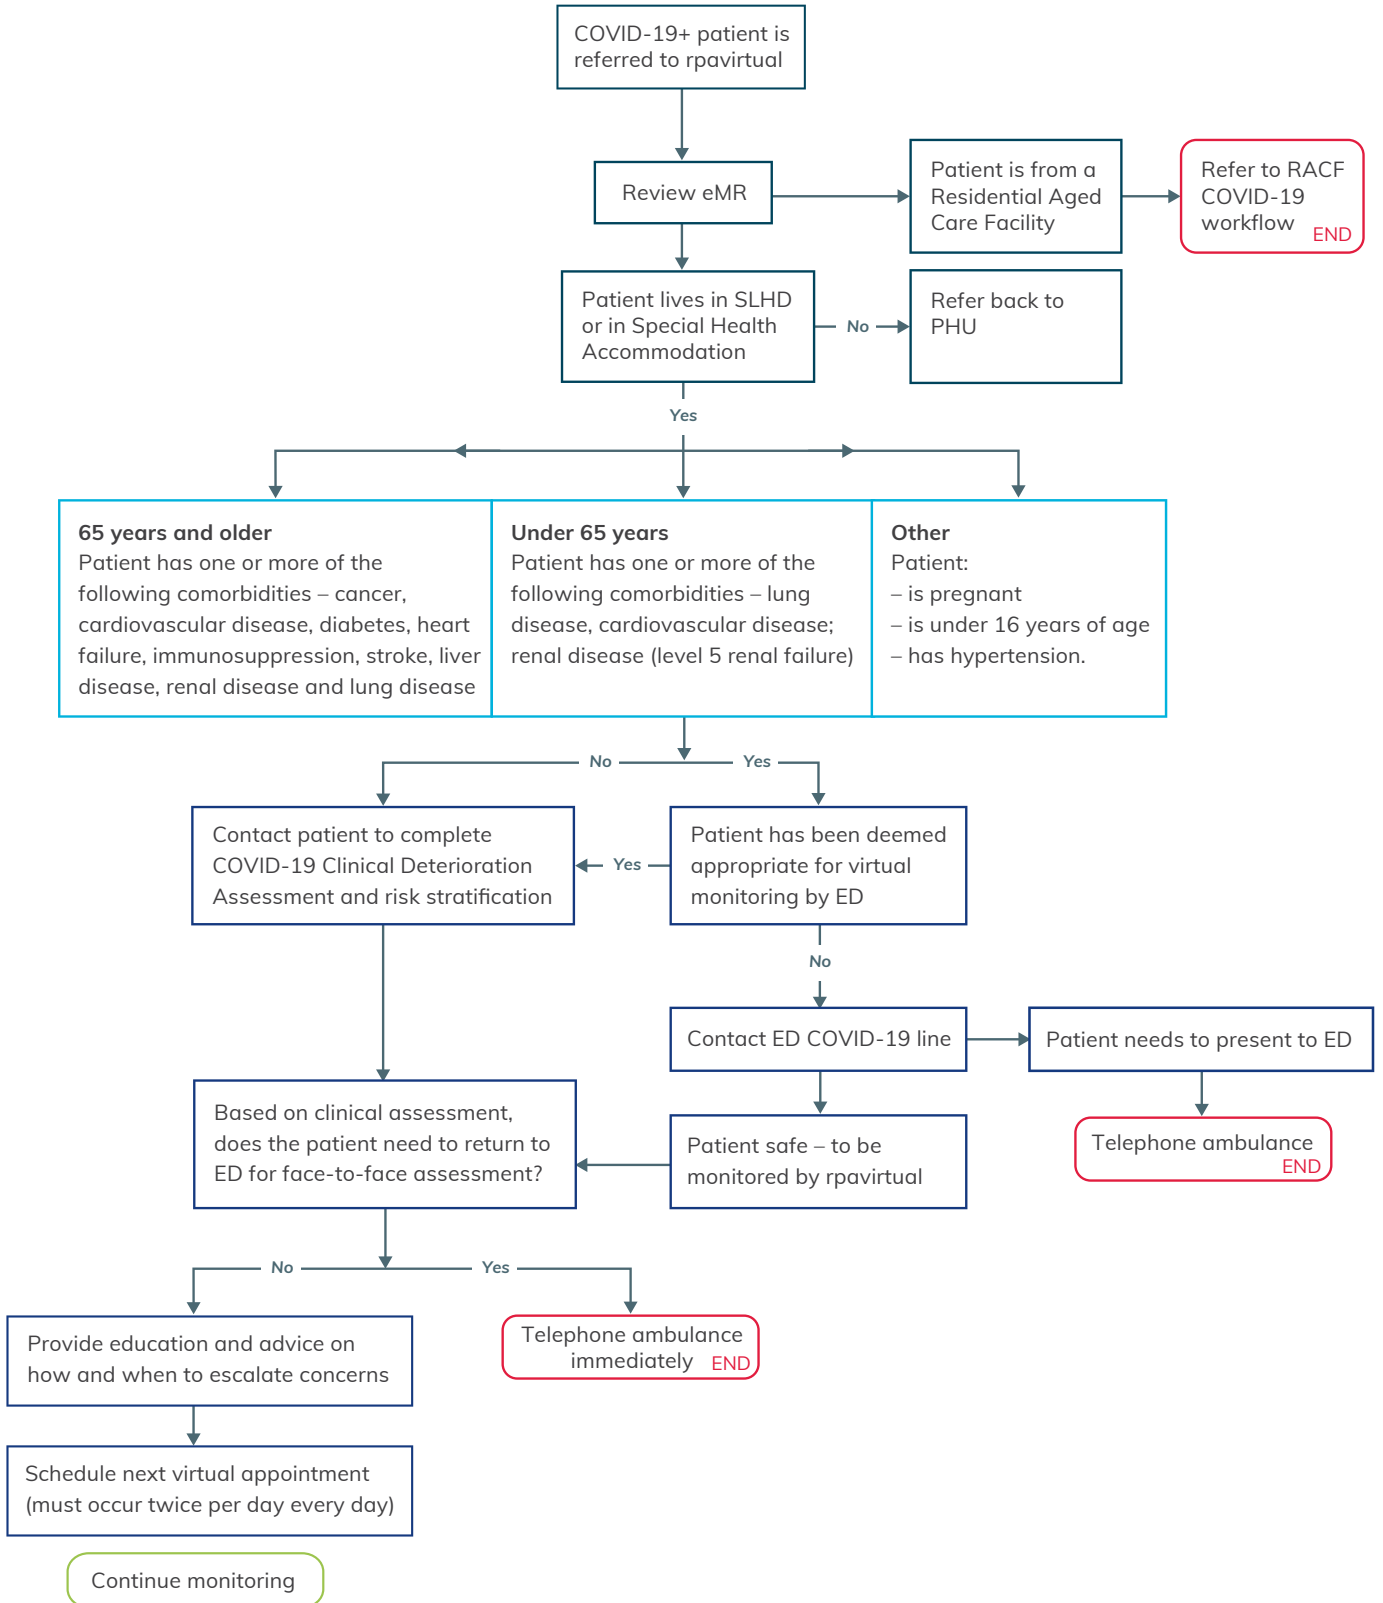 COVID-19+ patient is
referred to rpavirtual
Review eMR
Patient is from a
Residential Aged
Care Facility
Refer to RACF
COVID-19
workflow
END
Patient lives in SLHD
or in Special Health
Accommodation
No
Refer back to
PHU
Yes
65 years and older
Patient has one or more of the
following comorbidities – cancer,
cardiovascular disease, diabetes, heart
failure, immunosuppression, stroke, liver
disease, renal disease and lung disease
Under 65 years
Patient has one or more of the
following comorbidities – lung
disease, cardiovascular disease;
renal disease (level 5 renal failure)
Other
Patient:
– is pregnant
– is under 16 years of age
– has hypertension.
No
Yes
Contact patient to complete
COVID-19 Clinical Deterioration
Assessment and risk stratification
Yes
Patient has been deemed
appropriate for virtual
monitoring by ED
No
Contact ED COVID-19 line
Patient needs to present to ED
Telephone ambulance
END
Based on clinical assessment,
does the patient need to return to
ED for face-to-face assessment?
Patient safe – to be
monitored by rpavirtual
No
Yes
Provide education and advice on
how and when to escalate concerns
Telephone ambulance
immediately
END
Schedule next virtual appointment
(must occur twice per day every day)
Continue monitoring